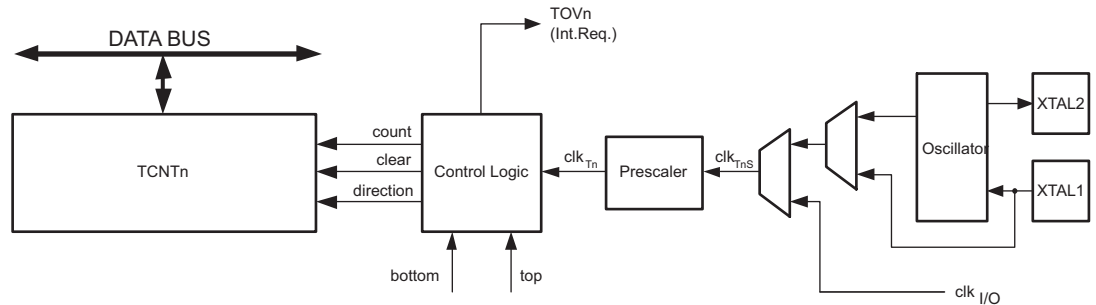 TOVn
(Int.Req.)
DATA BUS
XTAL2
count
TCNTn
clear
Control Logic
clkTn
Prescaler
clkTnS
Oscillator
direction
XTAL1
bottom
top
clkI/O